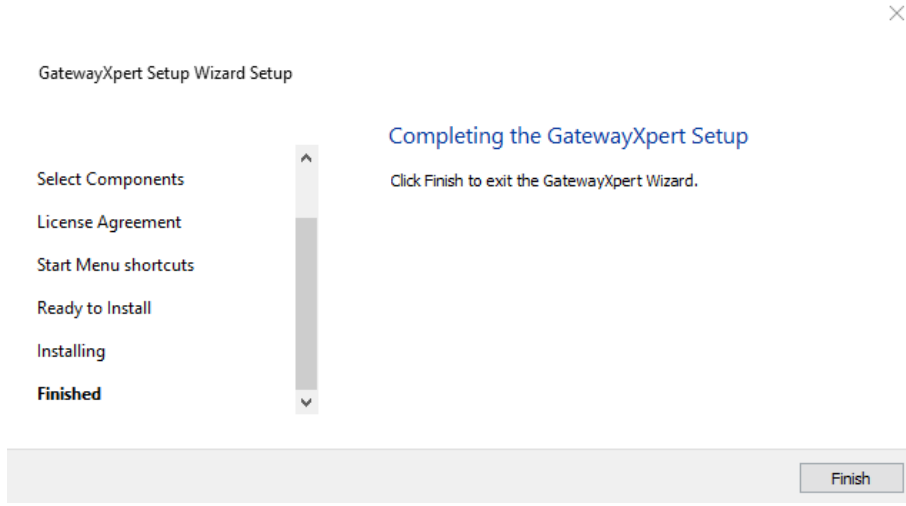 GatewayXpert Setup Wizard Setup
Select Components
License Agreement
Start Menu shortcuts
Ready to Install
Installing
Finished
Completing the GatewayXpert Setup
Click Finish to exit the GatewayXpert Wizard.
Finish